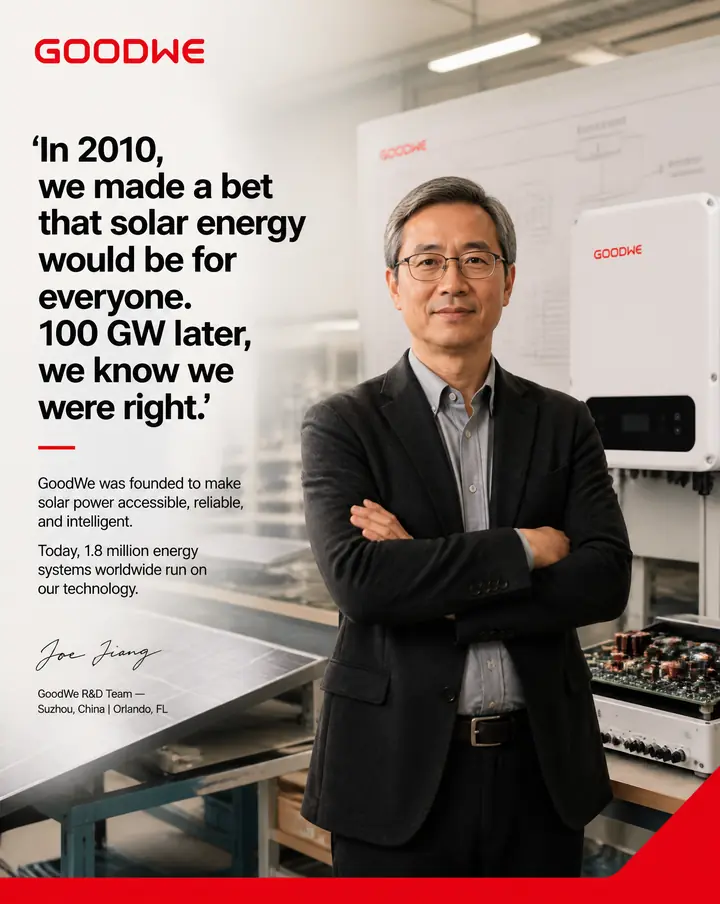 GOODWE
‘In 2010,
we made a bet
that solar energy
would be for
everyone.
100 GW later,
we know we
were right.’
GoodWe was founded to make
solar power accessible, reliable,
and intelligent.
Today, 1.8 million energy
systems worldwide run on
our technology.
Joe Jiang
GoodWe R&D Team —
Suzhou, China | Orlando, FL
GOODWE
GOODWE